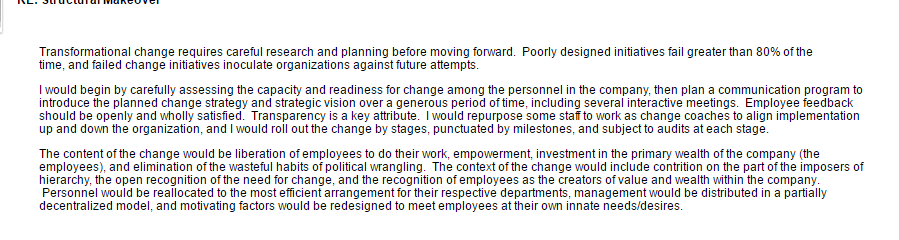 RE: Structural Makeover
Transformational change requires careful research and planning before moving forward.  Poorly designed initiatives fail greater than 80% of the
time, and failed change initiatives inoculate organizations against future attempts.
I would begin by carefully assessing the capacity and readiness for change among the personnel in the company, then plan a communication program to
introduce the planned change strategy and strategic vision over a generous period of time, including several interactive meetings.  Employee feedback
should be openly and wholly satisfied.  Transparency is a key attribute.  I would repurpose some staff to work as change coaches to align implementation
up and down the organization, and I would roll out the change by stages, punctuated by milestones, and subject to audits at each stage.
The content of the change would be liberation of employees to do their work, empowerment, investment in the primary wealth of the company (the
employees), and elimination of the wasteful habits of political wrangling.  The context of the change would include contrition on the part of the imposers of
hierarchy, the open recognition of the need for change, and the recognition of employees as the creators of value and wealth within the company.
Personnel would be reallocated to the most efficient arrangement for their respective departments, management would be distributed in a partially
decentralized model, and motivating factors would be redesigned to meet employees at their own innate needs/desires.